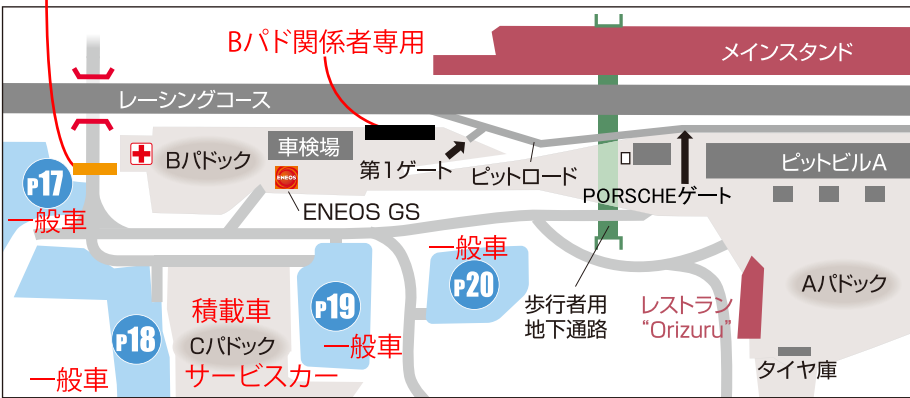 Bパド関係者専用
メインスタンド
レーシングコース
車検場
Bパドック
第1ゲート
ピットロード
ピットビルA
P17
一般車
ENEOS
ENEOS GS
PORSCHEゲート
一般車
P20
P19
一般車
積載車
Cパドック
サービスカー
P18
一般車
歩行者用
地下通路
レストラン
“Orizuru”
Aパドック
タイヤ庫